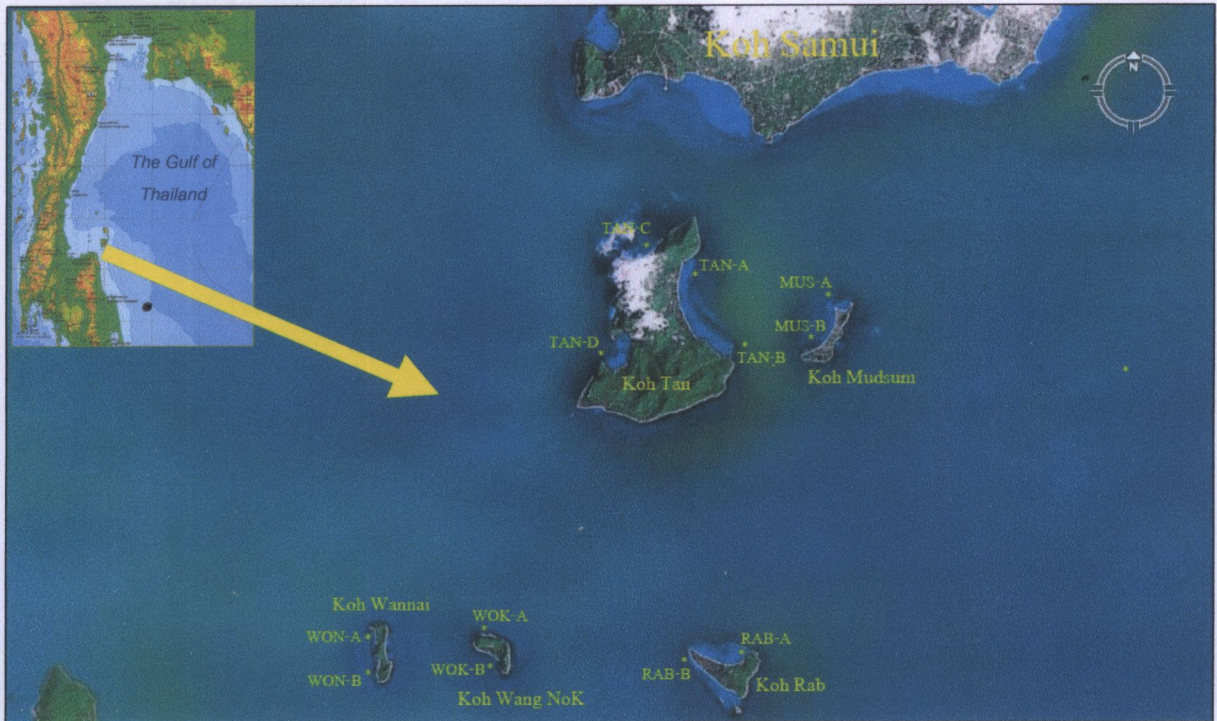 Koh Samui
N
The Gulf of
Thailand
TAN-C
TAN-A
MUS-A
MUS-B
TAN-D
TAN-B
Koh Tan
Koh Mudsum
Koh Wannai
WOK-A
WON-A
RAB-A
WOK-B
RAB-B
WON-B
Koh Rab
Koh Wang NoK